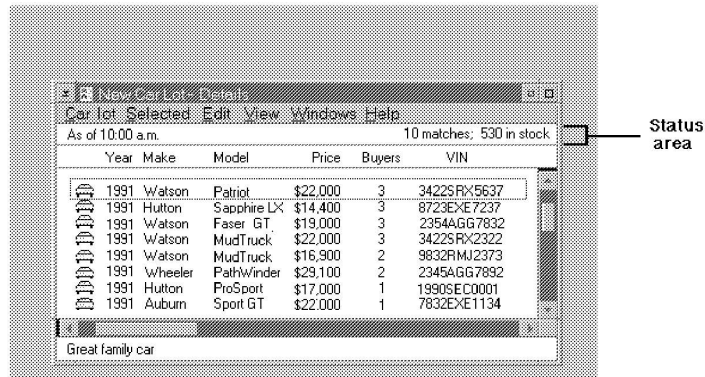 New Car Lot - Details
Car lot Selected Edit View Windows Help
As of 10:00 a.m. 10 matches; 530 in stock
Status area
Year Make Model Price Buyers VIN
1991 Watson Patriot $22,000 3 3422SRX5637
1991 Hutton Sapphire LX $14,400 3 8723EXE7237
1991 Watson Faser GT $19,000 3 2354AGG7832
1991 Watson MudTruck $22,000 3 3422SRX2322
1991 Watson MudTruck $16,900 2 9832RMJ2373
1991 Wheeler PathWinder $29,100 2 2345AGG7892
1991 Hutton ProSport $17,000 1 1990SEC0001
1991 Auburn Sport GT $22.000 1 7832EXE1134
Great family car